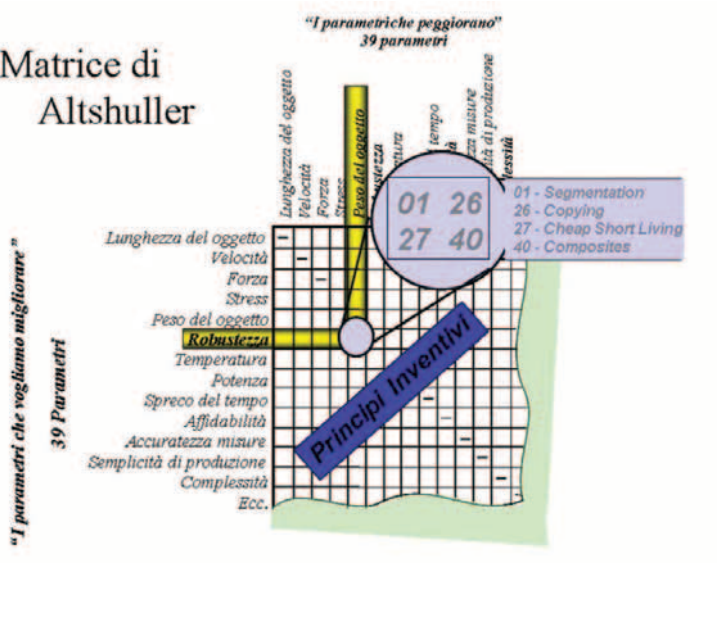 “I parametriche peggiorano”
39 parametri
Matrice di
Altshuller
Lunghezza del oggetto
Velocità
Forza
Stress
Peso del oggetto
tempo
zza misure
ità di produzione
lessità
01 26
27 40
01 - Segmentation
26 - Copying
27 - Cheap Short Living
40 - Composites
“I parametri che vogliamo migliorare”
39 Parametri
Lunghezza del oggetto
Velocità
Forza
Stress
Peso del oggetto
Robustezza
Temperatura
Potenza
Spreco del tempo
Affidabilità
Accuratezza misure
Semplicità di produzione
Complessità
Ecc.
Principi Inventivi